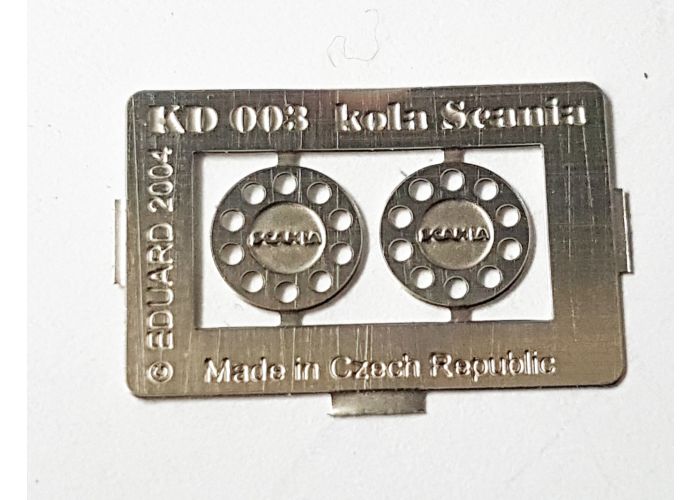 KD 003 kola Scania
© EDUARD 2004
SCANIA
SCANIA
Made in Czech Republic